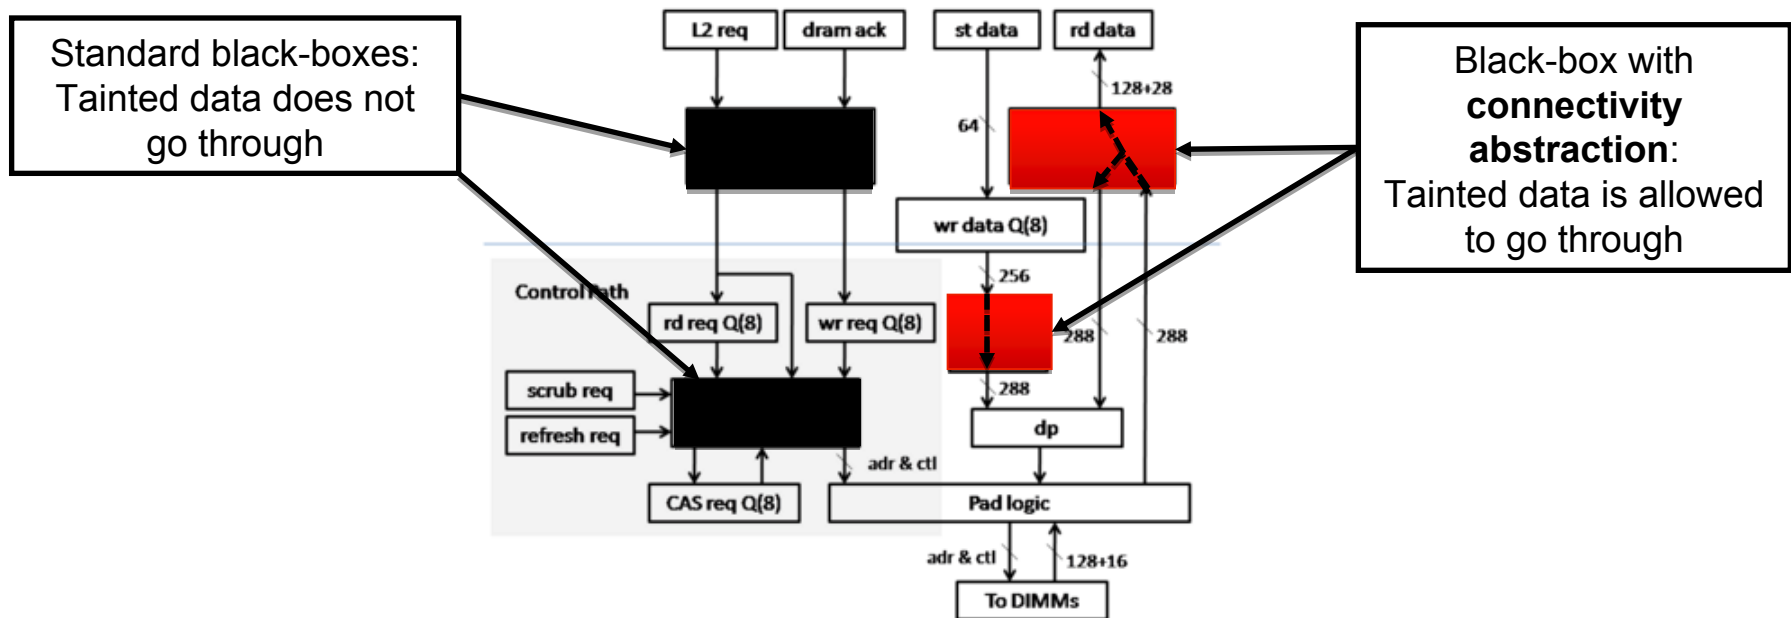 Standard black-boxes:
Tainted data does not
go through
L2 req
dram ack
st data
rd data
128+28
64
Black-box with
connectivity
abstraction:
Tainted data is allowed
to go through
wr data Q(8)
256
Control Path
rd req Q(8)
wr req Q(8)
288
288
288
scrub req
refresh req
dp
adr & ctl
CAS req Q(8)
Pad logic
adr & ctl
128+16
To DIMMs